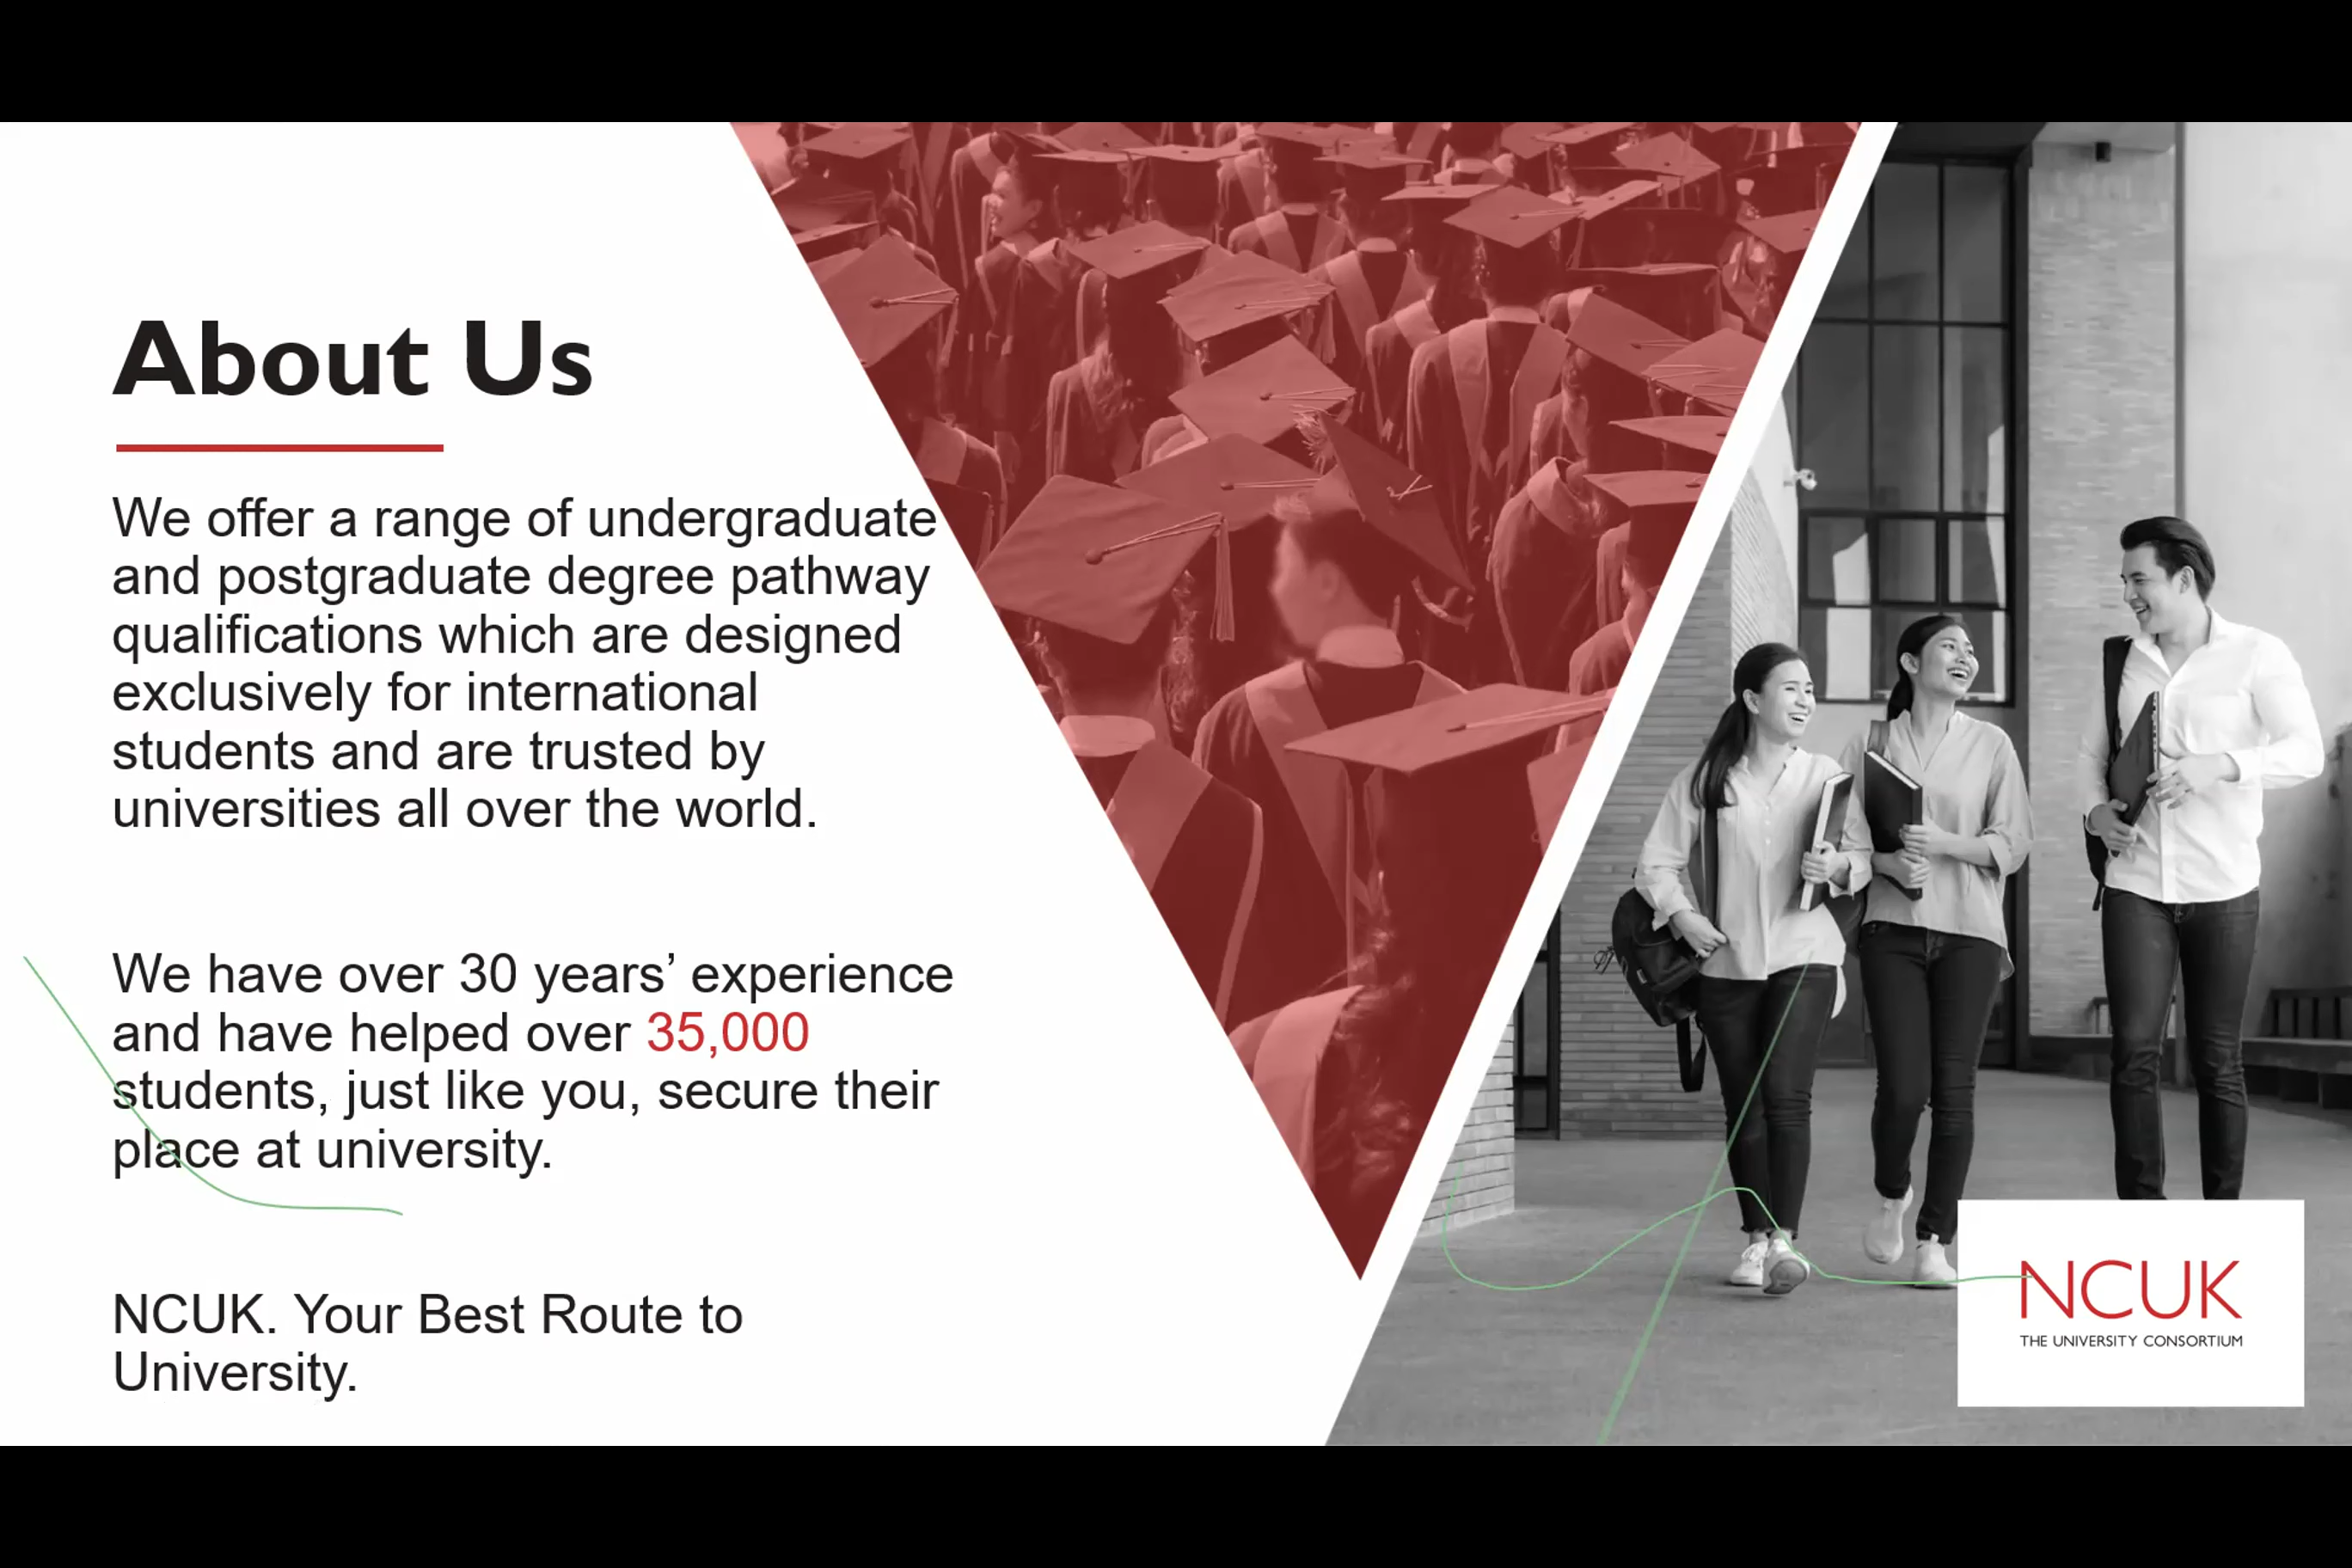 About Us
We offer a range of undergraduate
and postgraduate degree pathway
qualifications which are designed
exclusively for international
students and are trusted by
universities all over the world.
We have over 30 years’ experience
and have helped over 35,000
students, just like you, secure their
place at university.
NCUK. Your Best Route to
University.
NCUK
THE UNIVERSITY CONSORTIUM